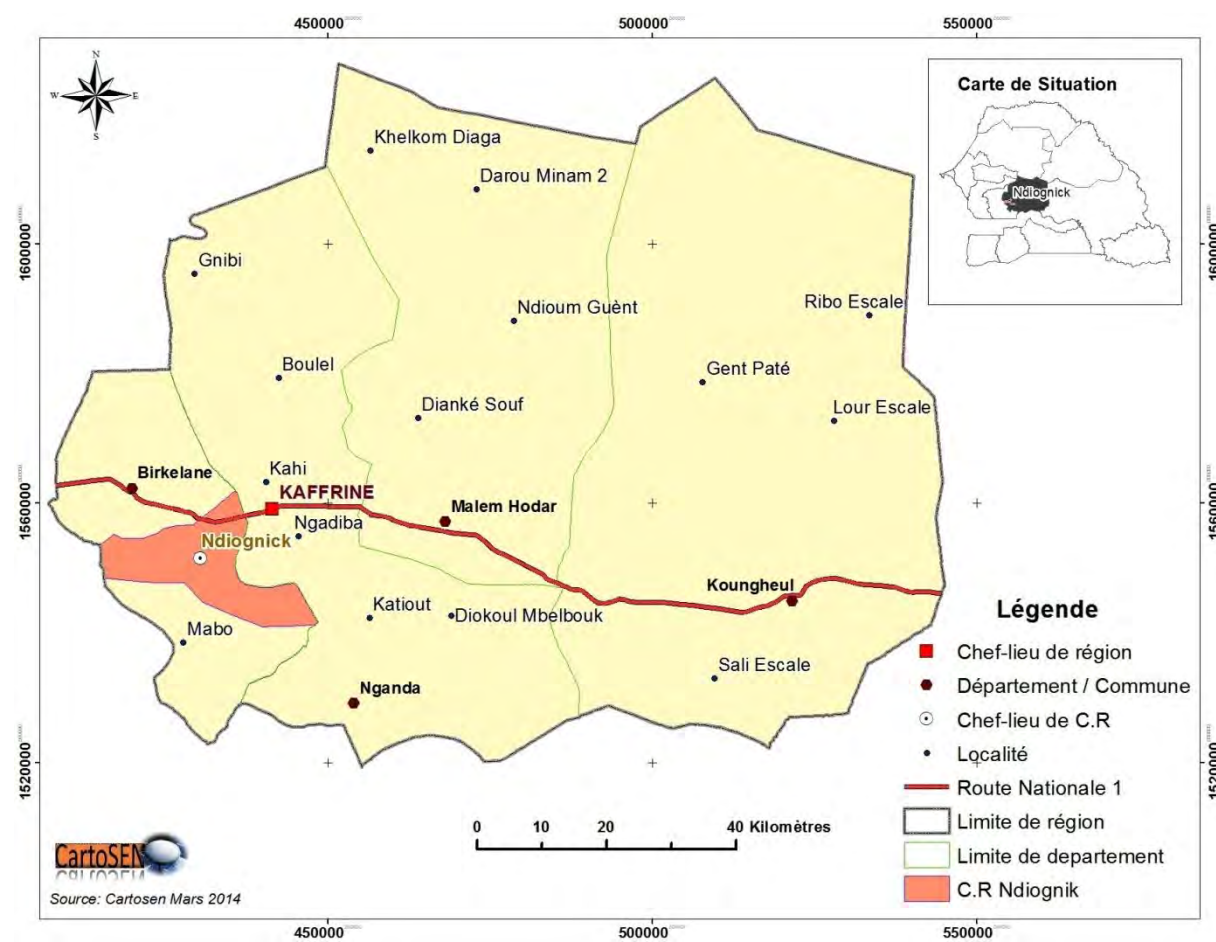 450000
500000
550000
N
W
E
S
Carte de Situation
Ndiognick
Khelkom Diaga
Darou Minam 2
1600000
1600000
Gnibi
Ndioum Guènt
Ribo Escale
Boulel
Gent Paté
Dianké Souf
Lour Escale
Birkelane
Kahi
KAFFRINE
Malem Hodar
1560000
1560000
Ngadiba
Ndiognick
Koungheul
Katiout
Diokoul Mbelbouk
Mabo
Sali Escale
Nganda
1520000
1520000
Légende
Chef-lieu de région
Département / Commune
Chef-lieu de C.R
Localité
Route Nationale 1
Limite de région
Limite de departement
C.R Ndiognik
0 10 20 40 Kilomètres
CartoSEN
Source: Cartosen Mars 2014
450000
500000
550000